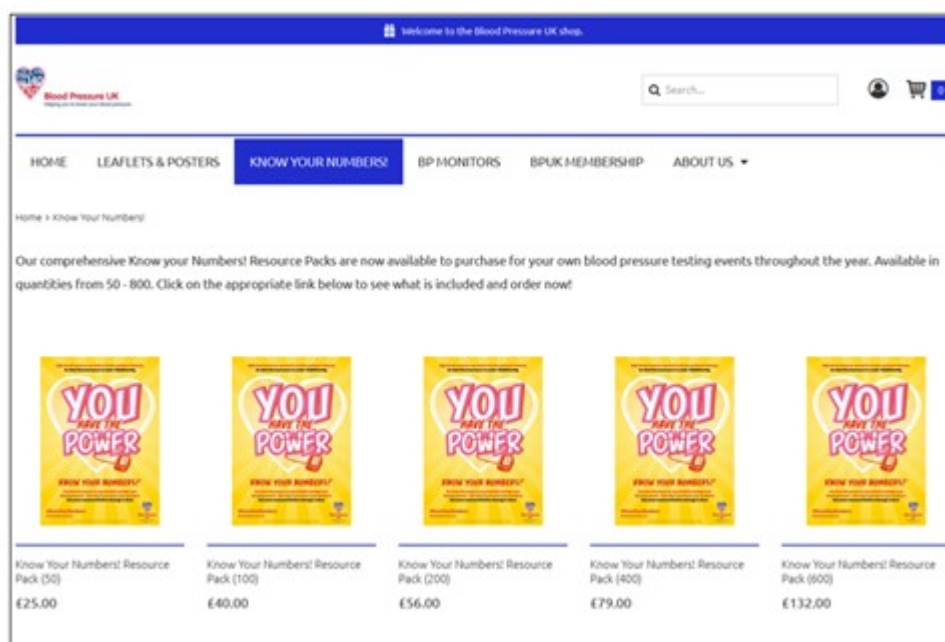 Welcome to the Blood Pressure UK shop.
Blood Pressure UK
Search...
0
HOME LEAFLETS & POSTERS KNOW YOUR NUMBERS! BP MONITORS BPUK MEMBERSHIP ABOUT US
Home > Know Your Numbers!
Our comprehensive Know your Numbers! Resource Packs are now available to purchase for your own blood pressure testing events throughout the year. Available in
quantities from 50 - 800. Click on the appropriate link below to see what is included and order now!
YOU HAVE THE POWER KNOW YOUR NUMBERS!
YOU HAVE THE POWER KNOW YOUR NUMBERS!
YOU HAVE THE POWER KNOW YOUR NUMBERS!
YOU HAVE THE POWER KNOW YOUR NUMBERS!
YOU HAVE THE POWER KNOW YOUR NUMBERS!
Know Your Numbers! Resource
Pack (50)
£25.00
Know Your Numbers! Resource
Pack (100)
£40.00
Know Your Numbers! Resource
Pack (200)
£56.00
Know Your Numbers! Resource
Pack (400)
£79.00
Know Your Numbers! Resource
Pack (600)
£132.00